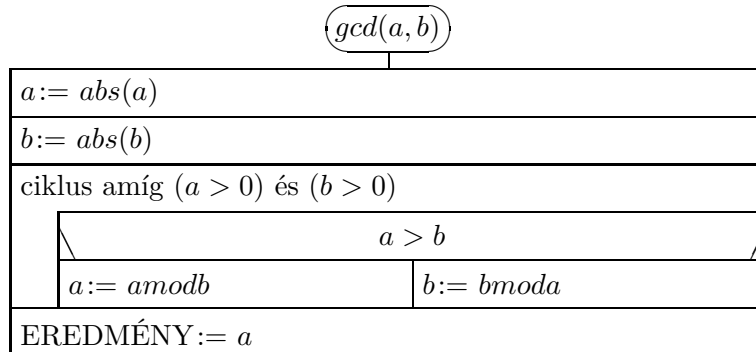 gcd(a, b)
a:= abs(a)
b:= abs(b)
ciklus amíg (a > 0) és (b > 0)
a > b
a:= amodb
b:= bmoda
EREDMÉNY:= a